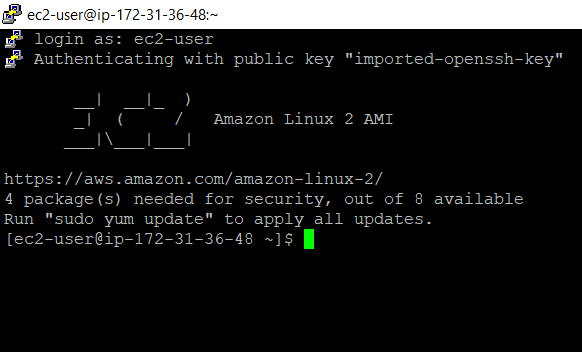 ec2-user@ip-172-31-36-48:~
login as: ec2-user
Authenticating with public key "imported-openssh-key"
       __|  __|_  )
       _|  (     /   Amazon Linux 2 AMI
      ___|\___|___|
https://aws.amazon.com/amazon-linux-2/
4 package(s) needed for security, out of 8 available
Run "sudo yum update" to apply all updates.
[ec2-user@ip-172-31-36-48 ~]$